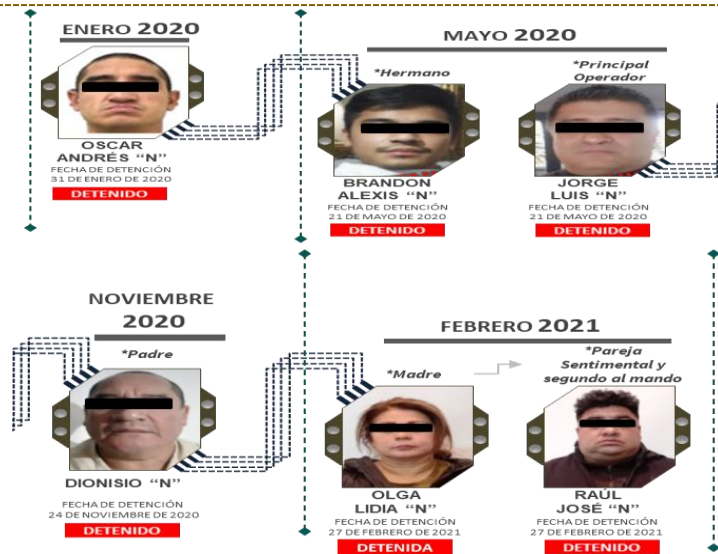 ENERO 2020
OSCAR
ANDRÉS “N”
FECHA DE DETENCIÓN
31 DE ENERO DE 2020
DETENIDO
MAYO 2020
*Hermano
BRANDON
ALEXIS “N”
FECHA DE DETENCIÓN
21 DE MAYO DE 2020
DETENIDO
*Principal
Operador
JORGE
LUIS “N”
FECHA DE DETENCIÓN
21 DE MAYO DE 2020
DETENIDO
NOVIEMBRE
2020
*Padre
DIONISIO “N”
FECHA DE DETENCIÓN
24 DE NOVIEMBRE DE 2020
DETENIDO
FEBRERO 2021
*Madre
OLGA
LIDIA “N”
FECHA DE DETENCIÓN
27 DE FEBRERO DE 2021
DETENIDA
*Pareja
Sentimental y
segundo al mando
RAÚL
JOSÉ “N”
FECHA DE DETENCIÓN
27 DE FEBRERO DE 2021
DETENIDO